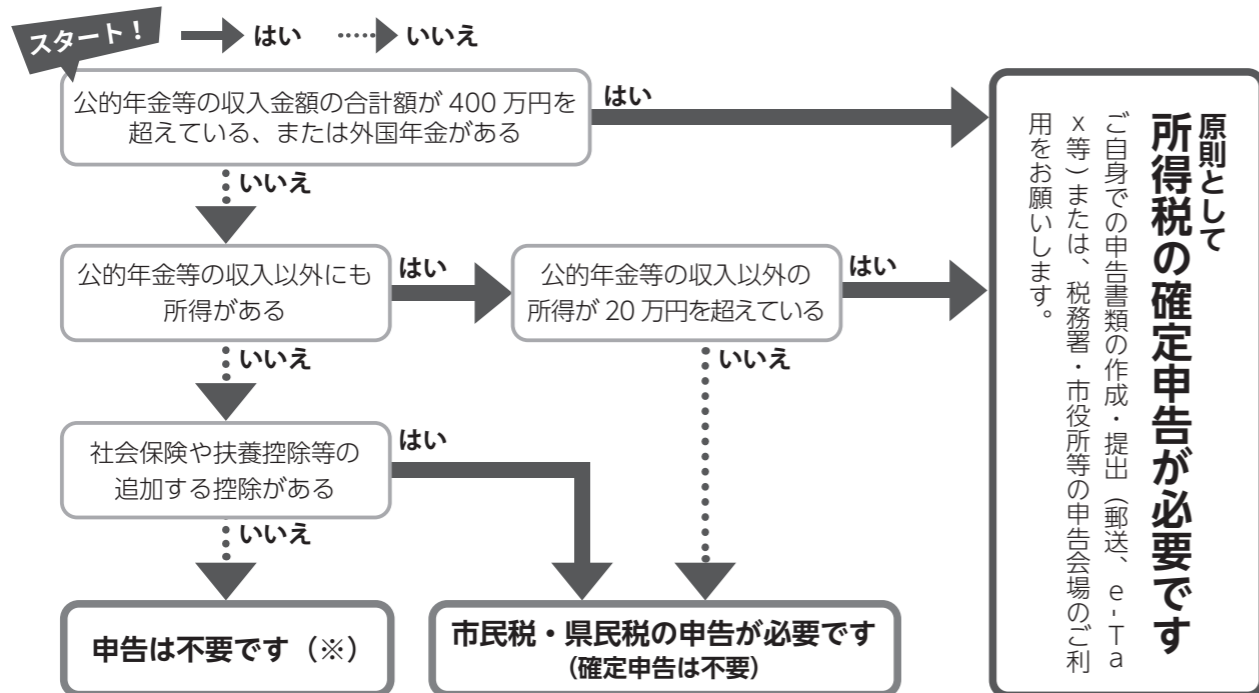 スタート！
はい
いいえ
公的年金等の収入金額の合計額が 400 万円を
超えている、または外国年金がある
はい
いいえ
公的年金等の収入以外にも
所得がある
はい
公的年金等の収入以外の
所得が 20 万円を超えている
はい
いいえ
いいえ
社会保険や扶養控除等の
追加する控除がある
はい
いいえ
申告は不要です（※）
市民税・県民税の申告が必要です
（確定申告は不要）
原則として
所得税の確定申告が必要です
ご自身での申告書類の作成・提出（郵送、e-Ta
x等）または、税務署・市役所等の申告会場のご利
用をお願いします。